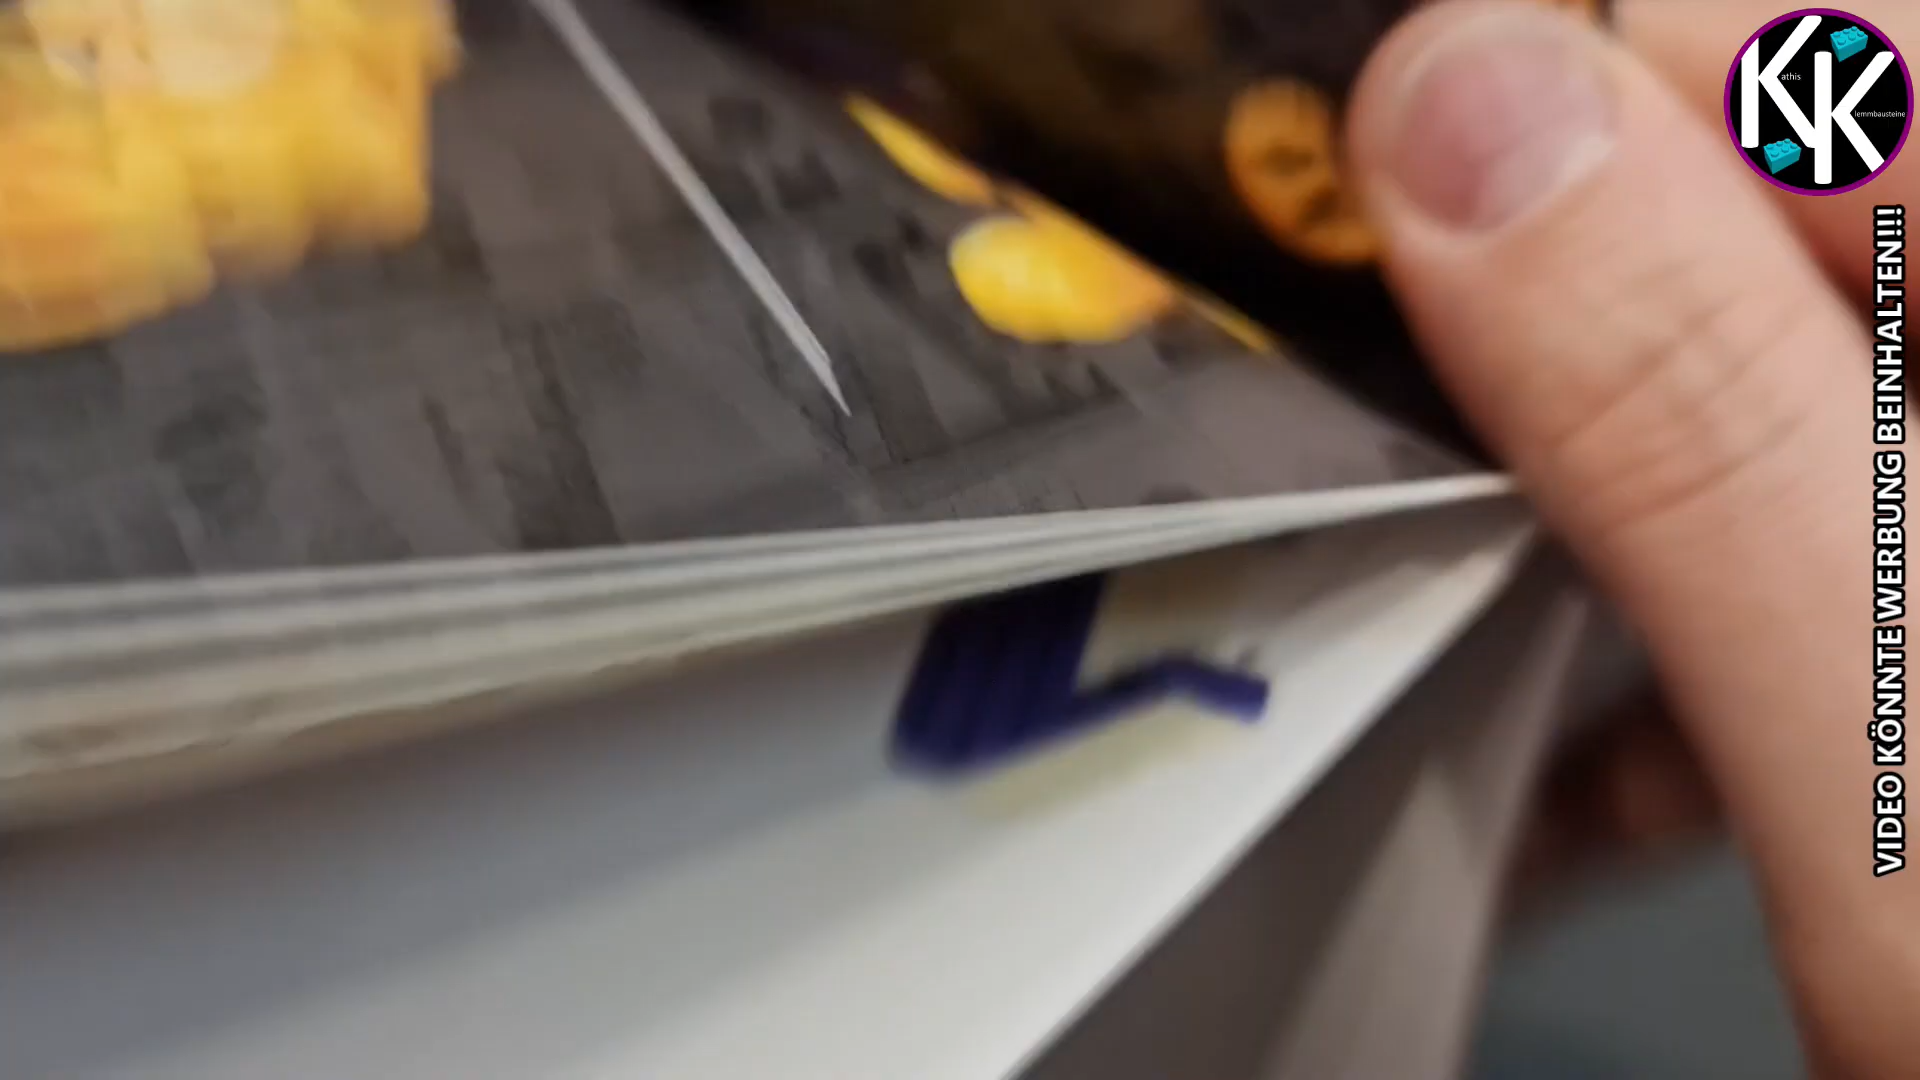 K
athis
K
lemmbausteine
VIDEO KÖNNTE WERBUNG BEINHALTEN!!!